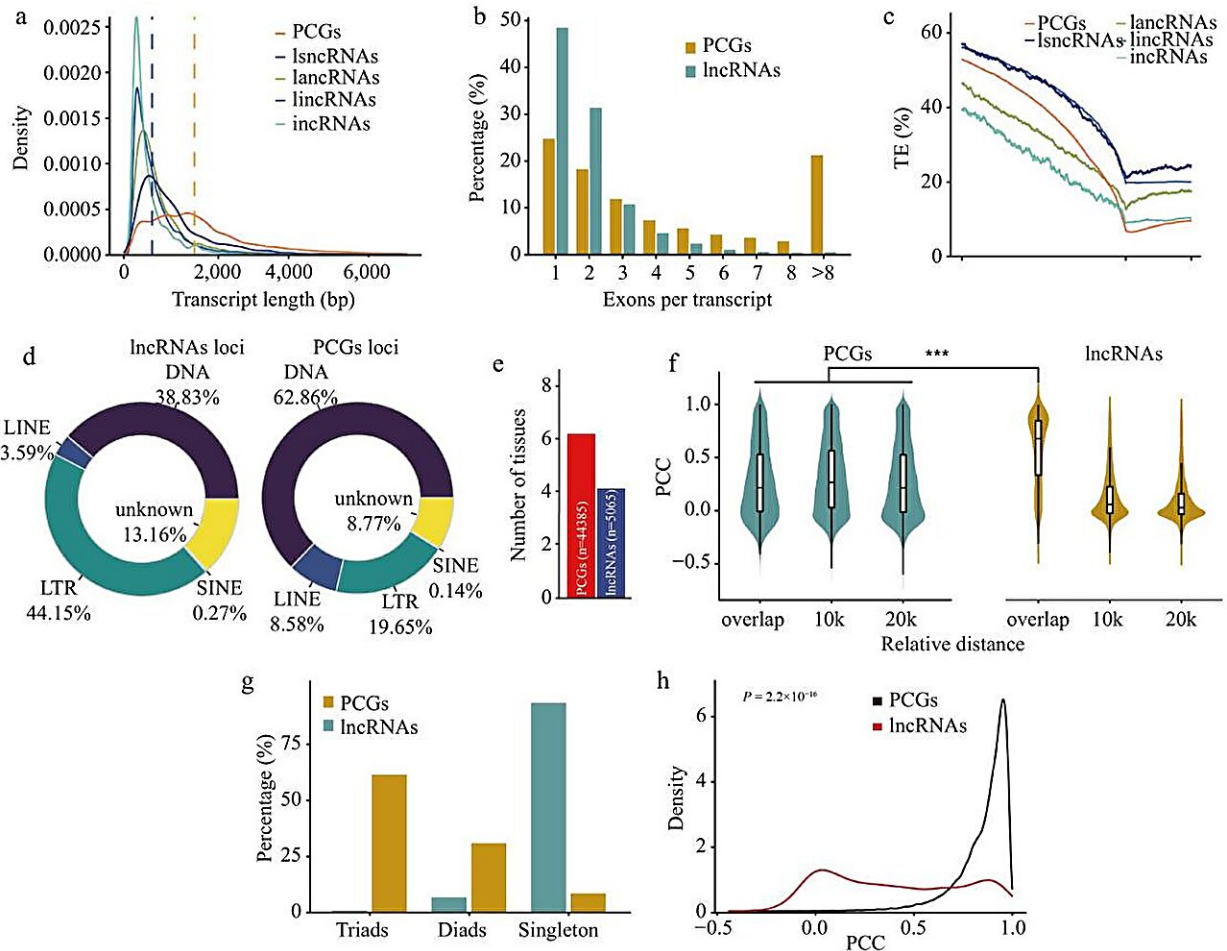 a
0.0025
0.0020
0.0015
0.0010
0.0005
0.0000
Density
0
2,000
4,000
6,000
Transcript length (bp)
PCGs
lsncRNAs
lancRNAs
lincRNAs
incRNAs
b
50
40
30
20
10
0
Percentage (%)
1
2
3
4
5
6
7
8
>8
Exons per transcript
PCGs
lncRNAs
c
60
40
20
0
TE (%)
PCGs
lsncRNAs
lancRNAs
lincRNAs
incRNAs
d
lncRNAs loci
DNA
38.83%
LINE
3.59%
unknown
13.16%
LTR
44.15%
SINE
0.27%
PCGs loci
DNA
62.86%
unknown
8.77%
SINE
0.14%
LINE
8.58%
LTR
19.65%
e
8
6
4
2
0
Number of tissues
PCGs (n=44385)
lncRNAs (n=5065)
f
PCGs
***
lncRNAs
1.0
0.5
0.0
−0.5
PCC
overlap
10k
20k
overlap
10k
20k
Relative distance
g
PCGs
lncRNAs
75
50
25
0
Percentage (%)
Triads
Diads
Singleton
h
P = 2.2×10⁻¹⁶
PCGs
lncRNAs
6
4
2
0
Density
−0.5
0.0
0.5
1.0
PCC